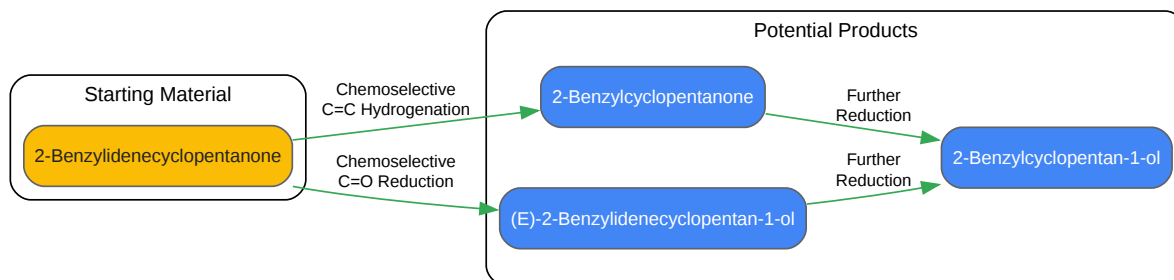 Potential Products
Starting Material
2-Benzylidenecyclopentanone
Chemoselective
C=C Hydrogenation
Chemoselective
C=O Reduction
2-Benzylcyclopentanone
(E)-2-Benzylidenecyclopentan-1-ol
Further
Reduction
Further
Reduction
2-Benzylcyclopentan-1-ol